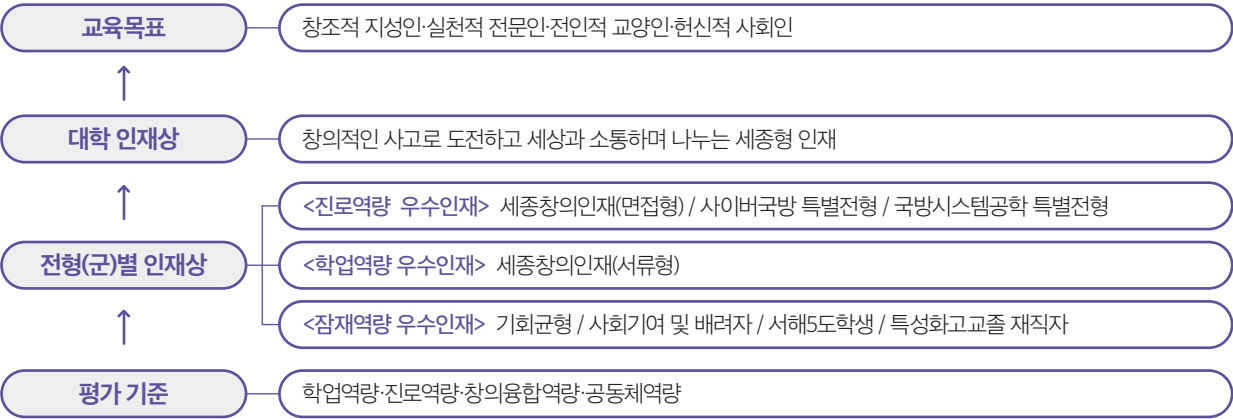 교육목표
창조적 지성인·실천적 전문인·전인적 교양인·헌신적 사회인
대학 인재상
창의적인 사고로 도전하고 세상과 소통하며 나누는 세종형 인재
전형(군)별 인재상
<진로역량 우수인재> 세종창의인재(면접형) / 사이버국방 특별전형 / 국방시스템공학 특별전형
<학업역량 우수인재> 세종창의인재(서류형)
<잠재역량 우수인재> 기회균형 / 사회기여 및 배려자 / 서해5도학생 / 특성화고교졸 재직자
평가 기준
학업역량·진로역량·창의융합역량·공동체역량